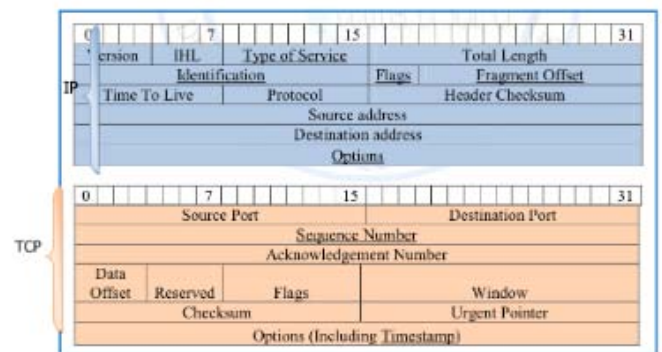 0 7 15 31
Version IHL Type of Service Total Length
Identification Flags Fragment Offset
IP
Time To Live Protocol Header Checksum
Source address
Destination address
Options
0 7 15 31
Source Port Destination Port
Sequence Number
TCP
Acknowledgement Number
Data Offset Reserved Flags Window
Checksum Urgent Pointer
Options (Including Timestamp)